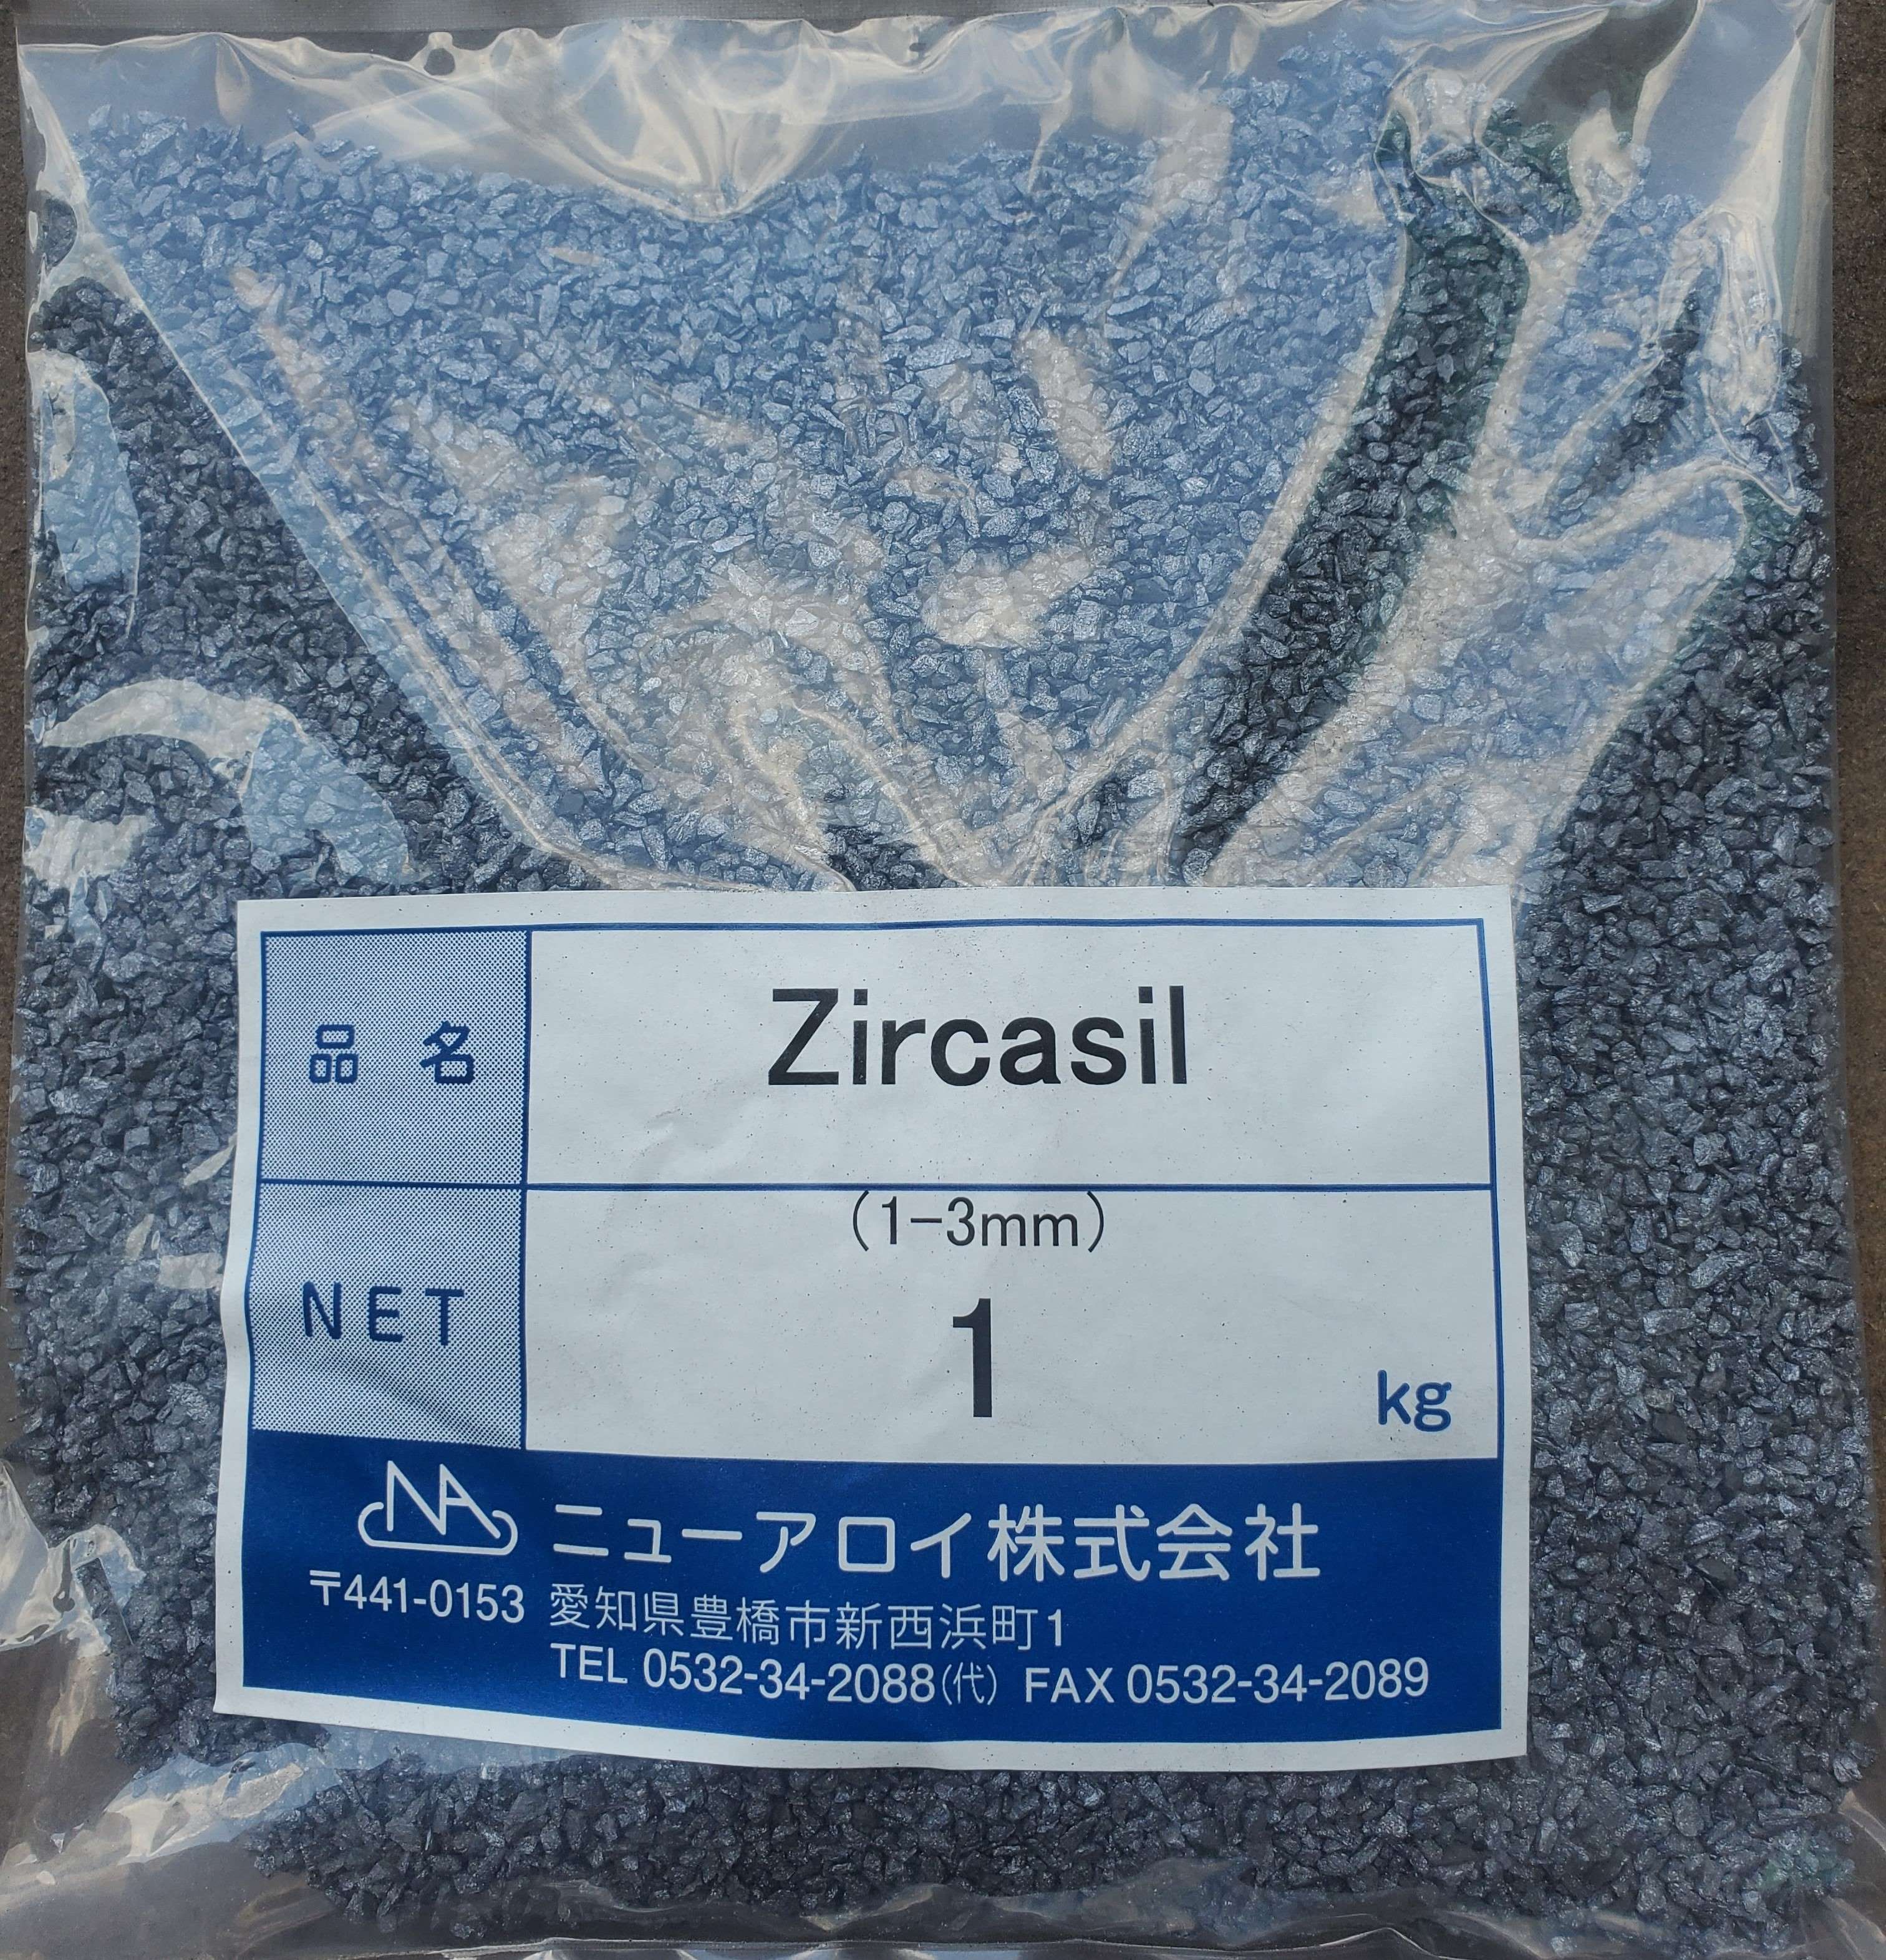 品名 Zircasil
(1-3mm)
NET 1 kg
NA ニューアロイ株式会社
〒441-0153 愛知県豊橋市新西浜町1
TEL 0532-34-2088(代) FAX 0532-34-2089